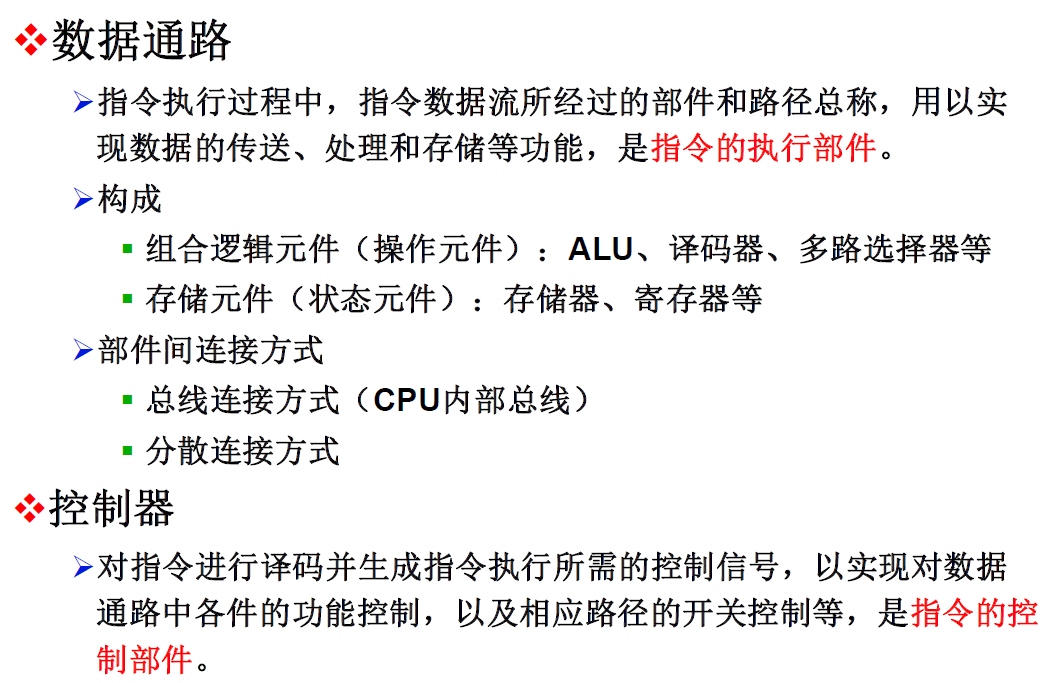 数据通路
指令执行过程中，指令数据流所经过的部件和路径总称，用以实
现数据的传送、处理和存储等功能，是指令的执行部件。
构成
组合逻辑元件（操作元件）：ALU、译码器、多路选择器等
存储元件（状态元件）：存储器、寄存器等
部件间连接方式
总线连接方式（CPU内部总线）
分散连接方式
控制器
对指令进行译码并生成指令执行所需的控制信号，以实现对数据
通路中各件的功能控制，以及相应路径的开关控制等，是指令的控
制部件。